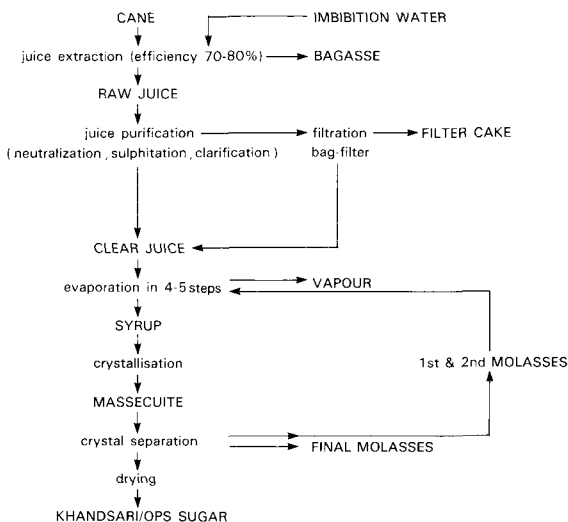 CANE
IMBIBITION WATER
juice extraction (efficiency 70-80%)
BAGASSE
RAW JUICE
juice purification
filtration
FILTER CAKE
(neutralization, sulphitation, clarification)
bag-filter
CLEAR JUICE
evaporation in 4-5 steps
VAPOUR
SYRUP
crystallisation
1st & 2nd MOLASSES
MASSECUITE
crystal separation
FINAL MOLASSES
drying
KHANDSARI/OPS SUGAR